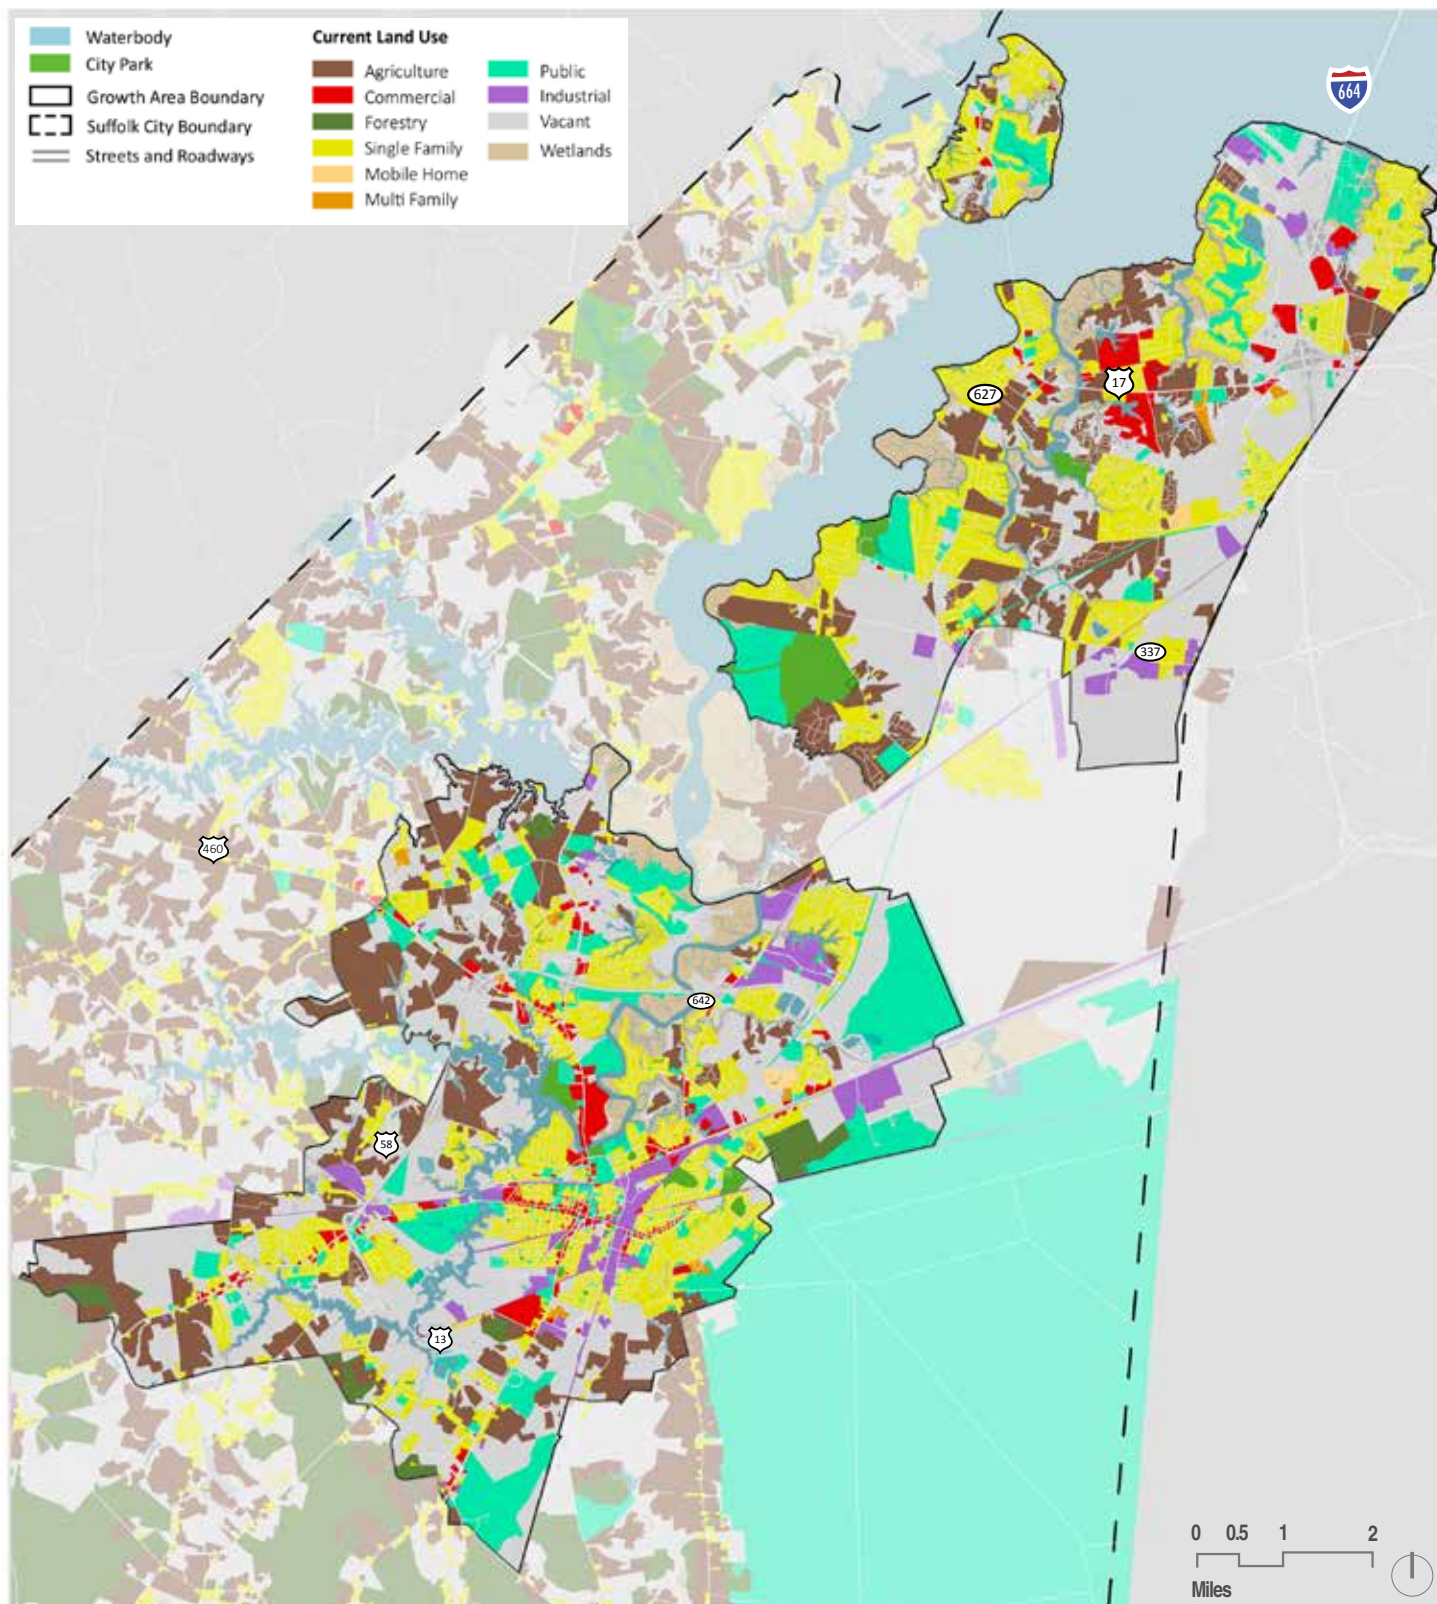 Waterbody
City Park
Growth Area Boundary
Suffolk City Boundary
Streets and Roadways
Current Land Use
Agriculture
Commercial
Forestry
Single Family
Mobile Home
Multi Family
Public
Industrial
Vacant
Wetlands
664
17
627
337
460
642
58
13
0 0.5 1 2
Miles